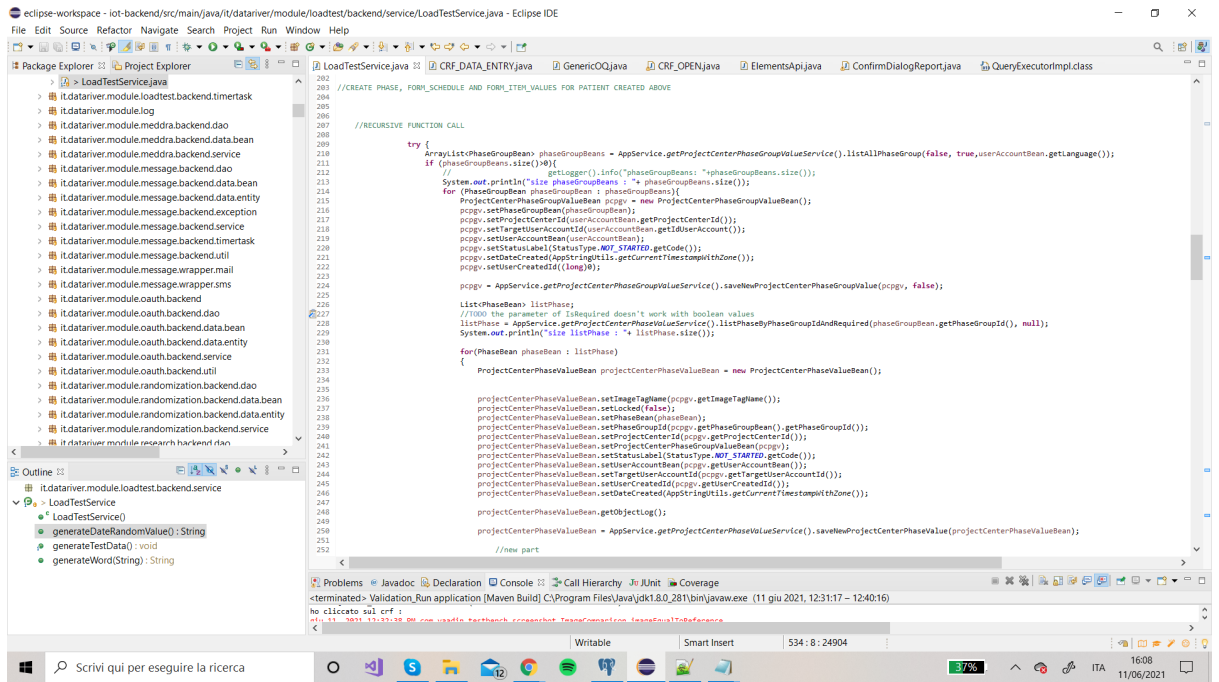 eclipse-workspace - iot-backend/src/main/java/it/datariver/module/loadtest/backend/service/LoadTestService.java - Eclipse IDE
File Edit Source Refactor Navigate Search Project Run Window Help
Package Explorer Project Explorer
> LoadTestService.java
it.datariver.module.loadtest.backend.timertask
it.datariver.module.log
it.datariver.module.meddra.backend.dao
it.datariver.module.meddra.backend.data.bean
it.datariver.module.meddra.backend.service
it.datariver.module.message.backend.dao
it.datariver.module.message.backend.data.bean
it.datariver.module.message.backend.data.entity
it.datariver.module.message.backend.exception
it.datariver.module.message.backend.service
it.datariver.module.message.backend.timertask
it.datariver.module.message.backend.util
it.datariver.module.message.wrapper.mail
it.datariver.module.message.wrapper.sms
it.datariver.module.oauth.backend
it.datariver.module.oauth.backend.dao
it.datariver.module.oauth.backend.data.bean
it.datariver.module.oauth.backend.data.entity
it.datariver.module.oauth.backend.service
it.datariver.module.oauth.backend.util
it.datariver.module.randomization.backend.dao
it.datariver.module.randomization.backend.data.bean
it.datariver.module.randomization.backend.data.entity
it.datariver.module.randomization.backend.service
it.datariver.module.research.backend.dao
Outline
it.datariver.module.loadtest.backend.service
> LoadTestService
LoadTestService()
generateDateRandomValue() : String
generateTestData() : void
generateWord(String) : String
LoadTestService.java CRF_DATA_ENTRY.java GenericOQ.java CRF_OPEN.java ElementsApi.java ConfirmDialogReport.java QueryExecutorImpl.class
202
203 //CREATE PHASE, FORM_SCHEDULE AND FORM_ITEM_VALUES FOR PATIENT CREATED ABOVE
204
205
206
207 //RECURSIVE FUNCTION CALL
208
209 try {
210 ArrayList<PhaseGroupBean> phaseGroupBeans = AppService.getProjectCenterPhaseGroupValueService().listAllPhaseGroup(false, true,userAccountBean.getLanguage());
211 if (phaseGroupBeans.size()>0){
212 // getLogger().info("phaseGroupBeans: "+phaseGroupBeans.size());
213 System.out.println("size phaseGroupBeans : "+ phaseGroupBeans.size());
214 for (PhaseGroupBean phaseGroupBean : phaseGroupBeans){
215 ProjectCenterPhaseGroupValueBean pcpgv = new ProjectCenterPhaseGroupValueBean();
216 pcpgv.setPhaseGroupBean(phaseGroupBean);
217 pcpgv.setProjectCenterId(userAccountBean.getProjectCenterId());
218 pcpgv.setTargetUserAccountId(userAccountBean.getIdUserAccount());
219 pcpgv.setUserAccountBean(userAccountBean);
220 pcpgv.setStatusLabel(StatusType.NOT_STARTED.getCode());
221 pcpgv.setDateCreated(AppStringUtils.getCurrentTimestampWithZone());
222 pcpgv.setUserCreatedId((long)0);
223
224 pcpgv = AppService.getProjectCenterPhaseGroupValueService().saveNewProjectCenterPhaseGroupValue(pcpgv, false);
225
226 List<PhaseBean> listPhase;
227 //TODO the parameter of IsRequired doesn't work with boolean values
228 listPhase = AppService.getProjectCenterPhaseValueService().listPhaseByPhaseGroupIdAndRequired(phaseGroupBean.getPhaseGroupId(), null);
229 System.out.println("size listPhase : "+ listPhase.size());
230
231 for(PhaseBean phaseBean : listPhase)
232 {
233 ProjectCenterPhaseValueBean projectCenterPhaseValueBean = new ProjectCenterPhaseValueBean();
234
235
236 projectCenterPhaseValueBean.setImageTagName(pcpgv.getImageTagName());
237 projectCenterPhaseValueBean.setLocked(false);
238 projectCenterPhaseValueBean.setPhaseBean(phaseBean);
239 projectCenterPhaseValueBean.setPhaseGroupId(pcpgv.getPhaseGroupBean().getPhaseGroupId());
240 projectCenterPhaseValueBean.setProjectCenterId(pcpgv.getProjectCenterId());
241 projectCenterPhaseValueBean.setProjectCenterPhaseGroupValueBean(pcpgv);
242 projectCenterPhaseValueBean.setStatusLabel(StatusType.NOT_STARTED.getCode());
243 projectCenterPhaseValueBean.setUserAccountBean(pcpgv.getUserAccountBean());
244 projectCenterPhaseValueBean.setTargetUserAccountId(pcpgv.getTargetUserAccountId());
245 projectCenterPhaseValueBean.setUserCreatedId(pcpgv.getUserCreatedId());
246 projectCenterPhaseValueBean.setDateCreated(AppStringUtils.getCurrentTimestampWithZone());
247
248 projectCenterPhaseValueBean.getObjectLog();
249
250 projectCenterPhaseValueBean = AppService.getProjectCenterPhaseValueService().saveNewProjectCenterPhaseValue(projectCenterPhaseValueBean);
251
252 //new part
Problems Javadoc Declaration Console Call Hierarchy JUnit Coverage
<terminated> Validation_Run application [Maven Build] C:\Program Files\Java\jdk1.8.0_281\bin\javaw.exe (11 giu 2021, 12:31:17 – 12:40:16)
ho cliccato sul crf :
giu 11, 2021 12:32:38 PM com.vaadin.testbench.screenshot.ImageComparison imageEqualToReference
Writable Smart Insert 534 : 8 : 24904
Scrivi qui per eseguire la ricerca
12
37%
ITA
16:08
11/06/2021